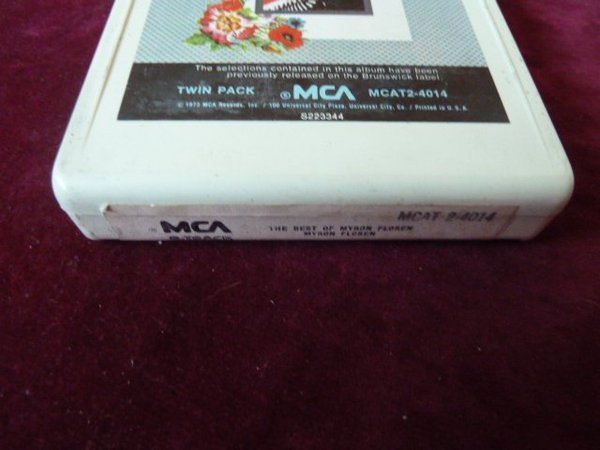 The selections contained in this album have been
previously released on the Brunswick label
TWIN PACK ® MCA MCAT2-4014
© 1973 MCA Records, Inc. / 100 Universal City Plaza, Universal City, Ca. / Printed in U.S.A.
S223344
® MCA THE BEST OF MYRON FLOREN MCAT-2-4014
8-TRACK MYRON FLOREN